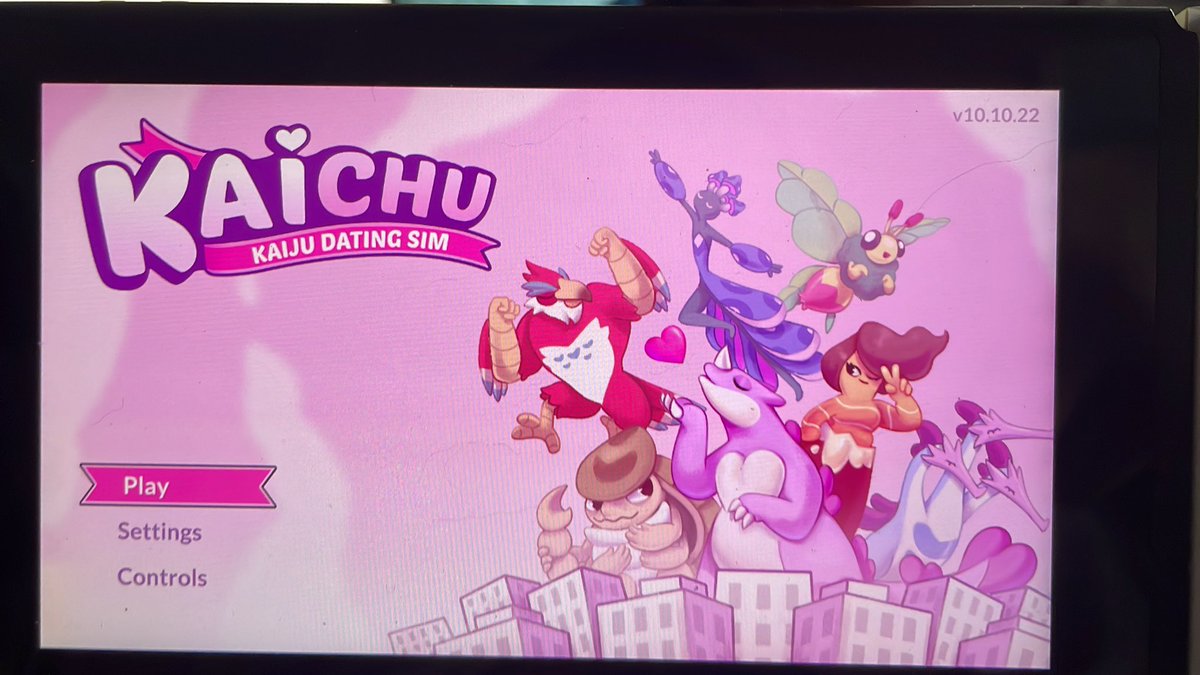 KAICHU
KAIJU DATING SIM
v10.10.22
Play
Settings
Controls